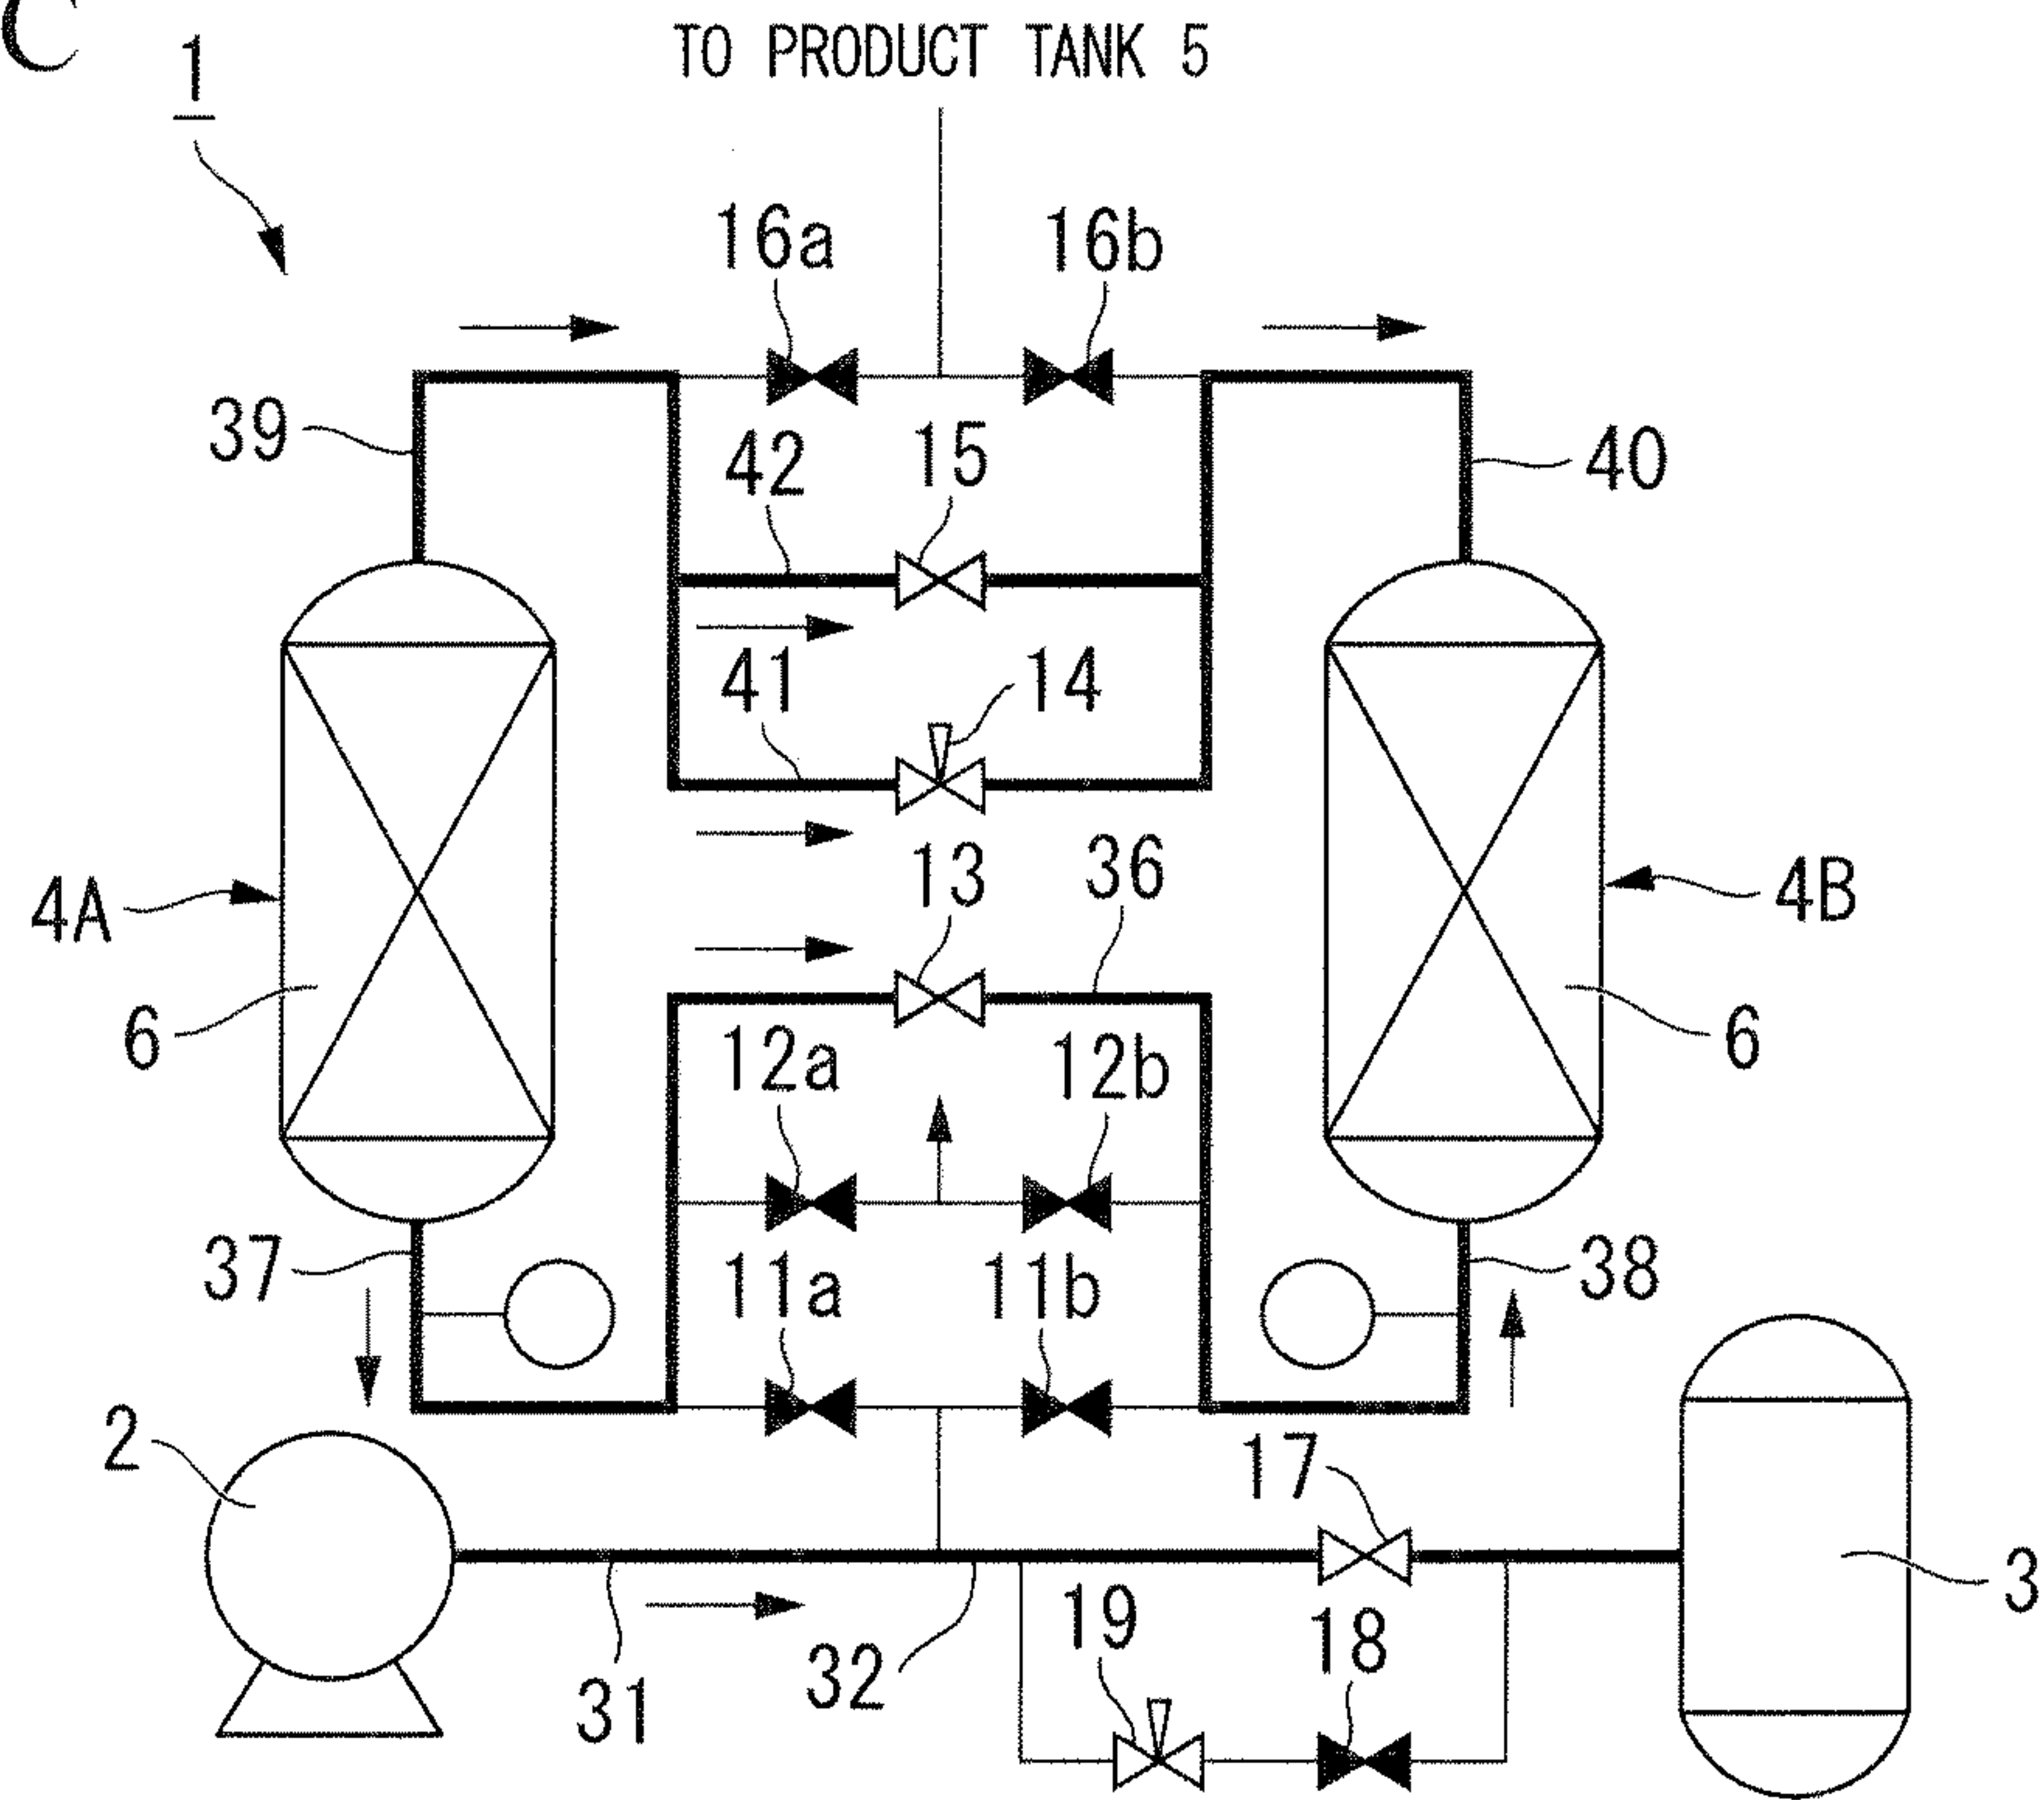 C
1
TO PRODUCT TANK 5
16a 16b
39 42 15 40
41 14
4A 13 36 4B
6 12a 12b 6
37 11a 11b 38
2 17
31 32 19 18 3